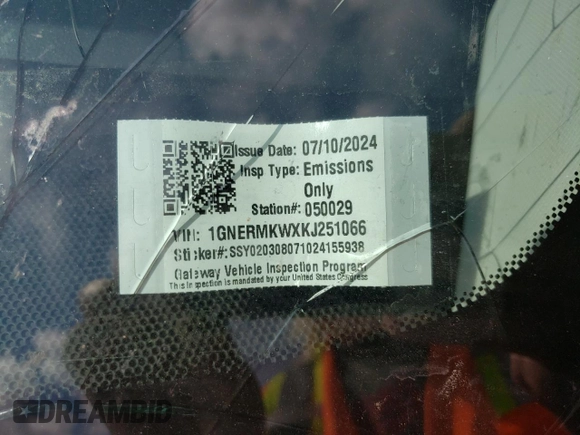 Issue Date: 07/10/2024
Insp Type: Emissions
Only
Station#: 050029
VIN: 1GNERMKWXKJ251066
Sticker#: SSY020308071024155938
Gateway Vehicle Inspection Program
This inspection is mandated by your United States Congress
DREAMBID